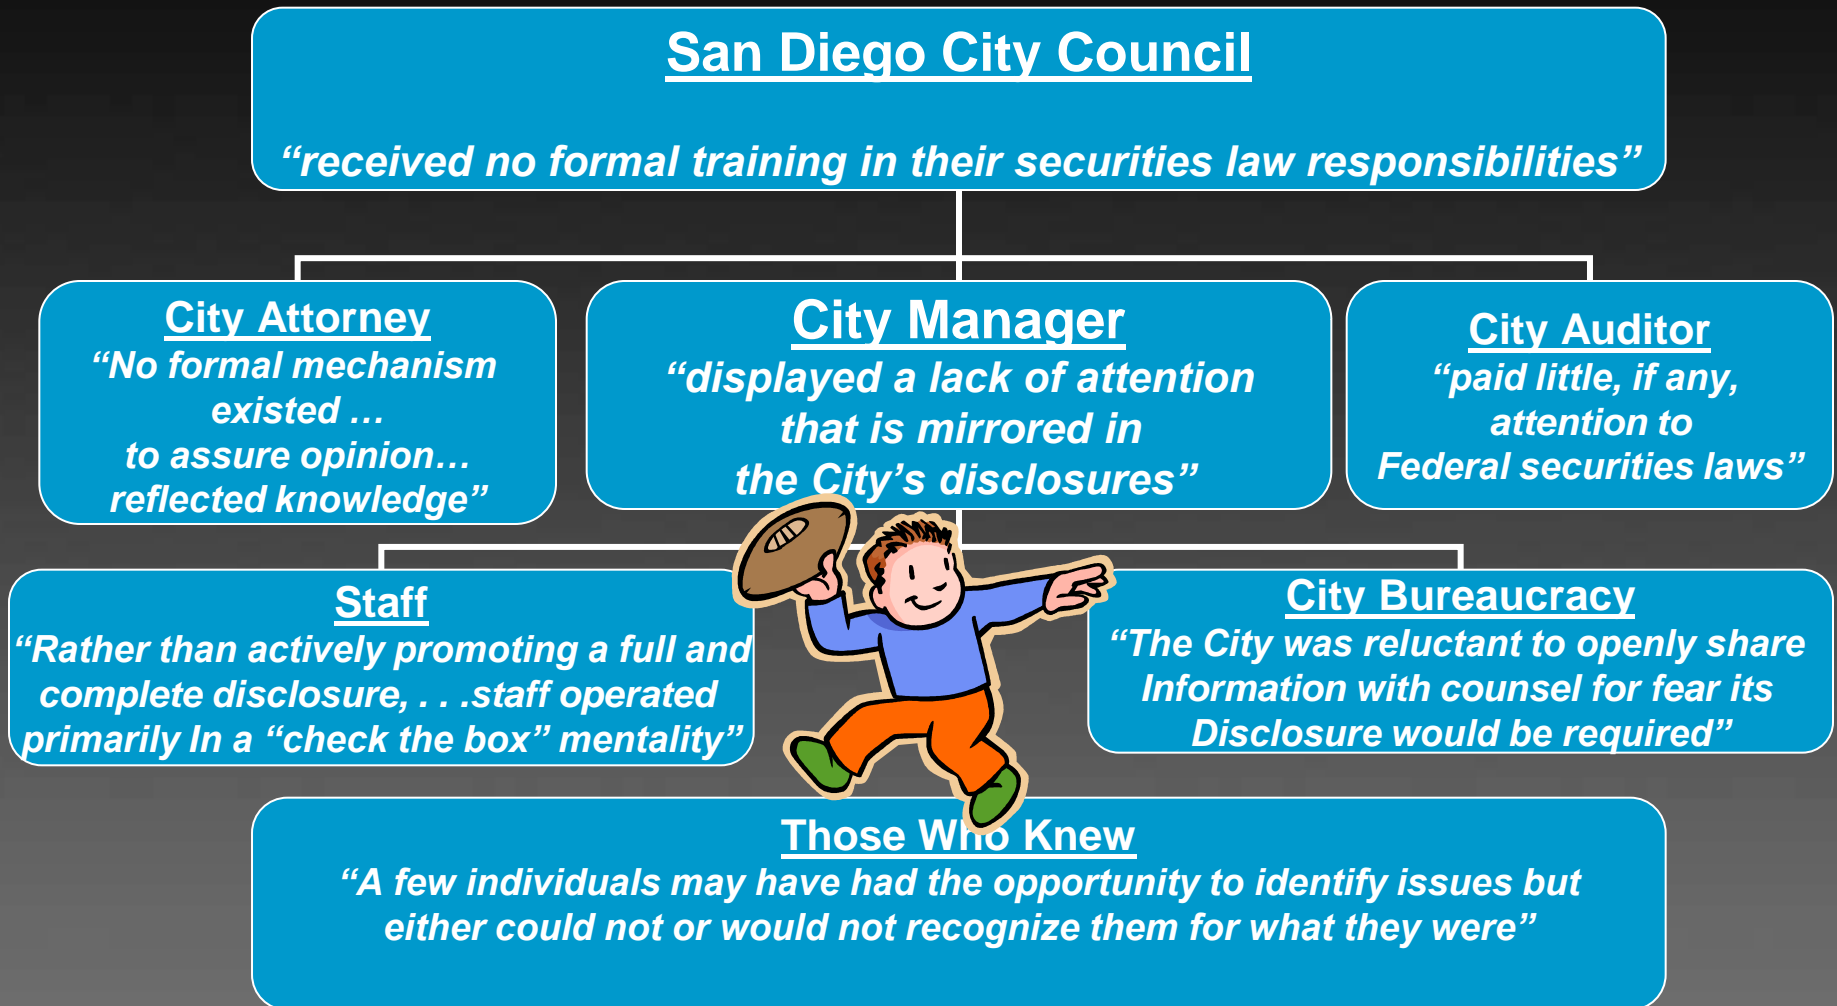 San Diego City Council
“received no formal training in their securities law responsibilities”
City Attorney
“No formal mechanism
existed …
to assure opinion…
reflected knowledge”
City Manager
“displayed a lack of attention
that is mirrored in
the City’s disclosures”
City Auditor
“paid little, if any,
attention to
Federal securities laws”
Staff
“Rather than actively promoting a full and
complete disclosure, . . .staff operated
primarily In a “check the box” mentality”
City Bureaucracy
“The City was reluctant to openly share
Information with counsel for fear its
Disclosure would be required”
Those Who Knew
“A few individuals may have had the opportunity to identify issues but
either could not or would not recognize them for what they were”